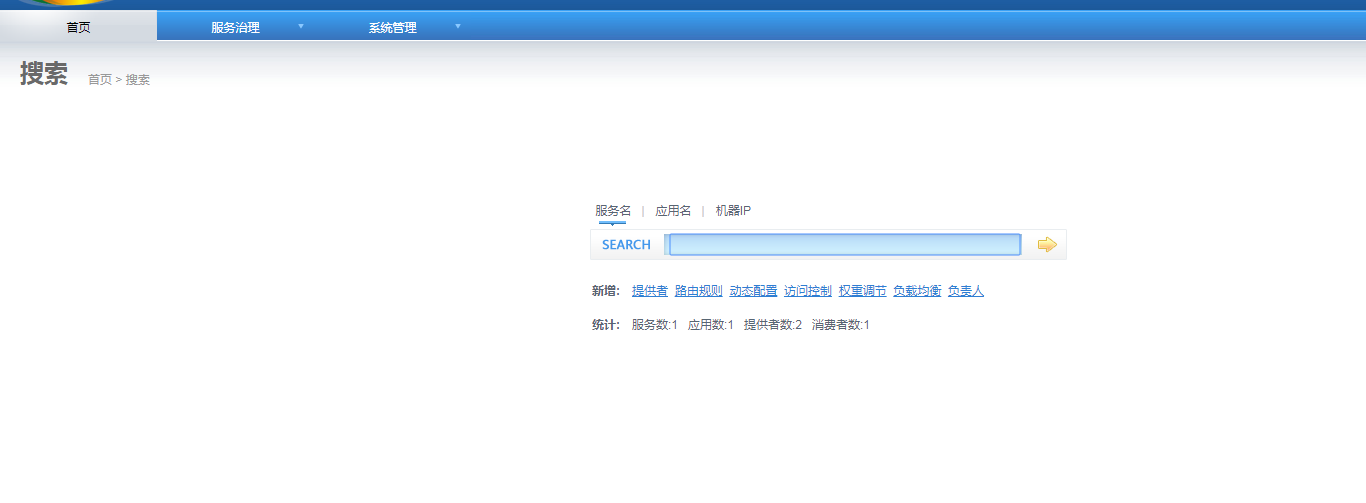 首页 服务治理 系统管理
搜索 首页 > 搜索
服务名 | 应用名 | 机器IP
SEARCH
新增： 提供者 路由规则 动态配置 访问控制 权重调节 负载均衡 负责人
统计： 服务数:1 应用数:1 提供者数:2 消费者数:1